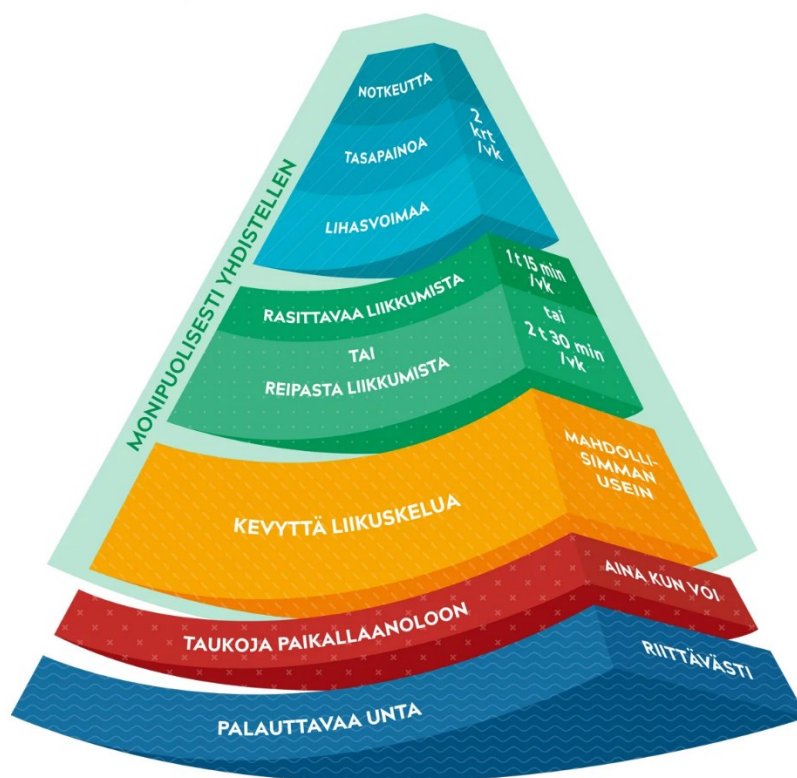 MONIPUOLISESTI YHDISTELLEN
NOTKEUTTA
TASAPAINOA
LIHASVOIMAA
2
krt
/vk
RASITTAVAA LIIKKUMISTA
TAI
REIPASTA LIIKKUMISTA
1 t 15 min
/vk
tai
2 t 30 min
/vk
KEVYTTÄ LIIKUSKELUA
MAHDOLLI-
SIMMAN
USEIN
TAUKOJA PAIKALLAANOLOON
AINA KUN VOI
PALAUTTAVAA UNTA
RIITTÄVÄSTI